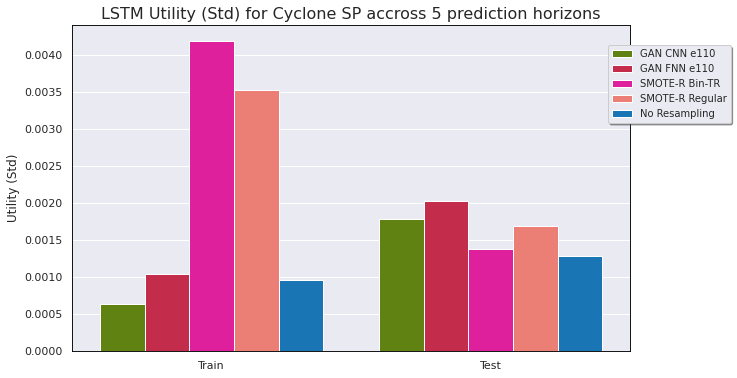 LSTM Utility (Std) for Cyclone SP accross 5 prediction horizons
Utility (Std)
0.0040
0.0035
0.0030
0.0025
0.0020
0.0015
0.0010
0.0005
0.0000
Train
Test
GAN CNN e110
GAN FNN e110
SMOTE-R Bin-TR
SMOTE-R Regular
No Resampling